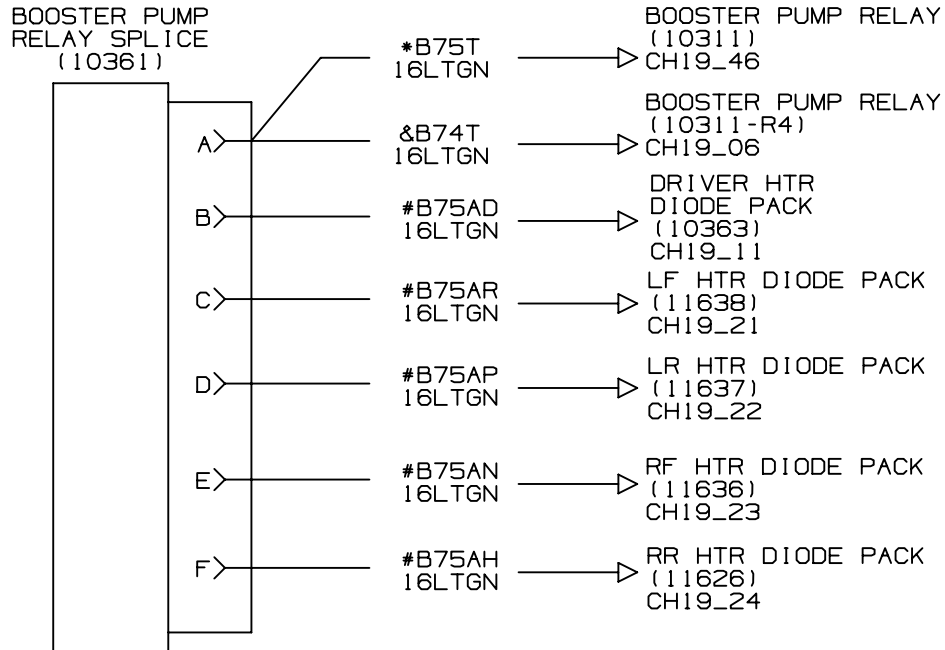 BOOSTER PUMP
RELAY SPLICE
(10361)
*B75T
16LTGN
BOOSTER PUMP RELAY
(10311)
CH19_46
A
&B74T
16LTGN
BOOSTER PUMP RELAY
(10311-R4)
CH19_06
B
#B75AD
16LTGN
DRIVER HTR
DIODE PACK
(10363)
CH19_11
C
#B75AR
16LTGN
LF HTR DIODE PACK
(11638)
CH19_21
D
#B75AP
16LTGN
LR HTR DIODE PACK
(11637)
CH19_22
E
#B75AN
16LTGN
RF HTR DIODE PACK
(11636)
CH19_23
F
#B75AH
16LTGN
RR HTR DIODE PACK
(11626)
CH19_24